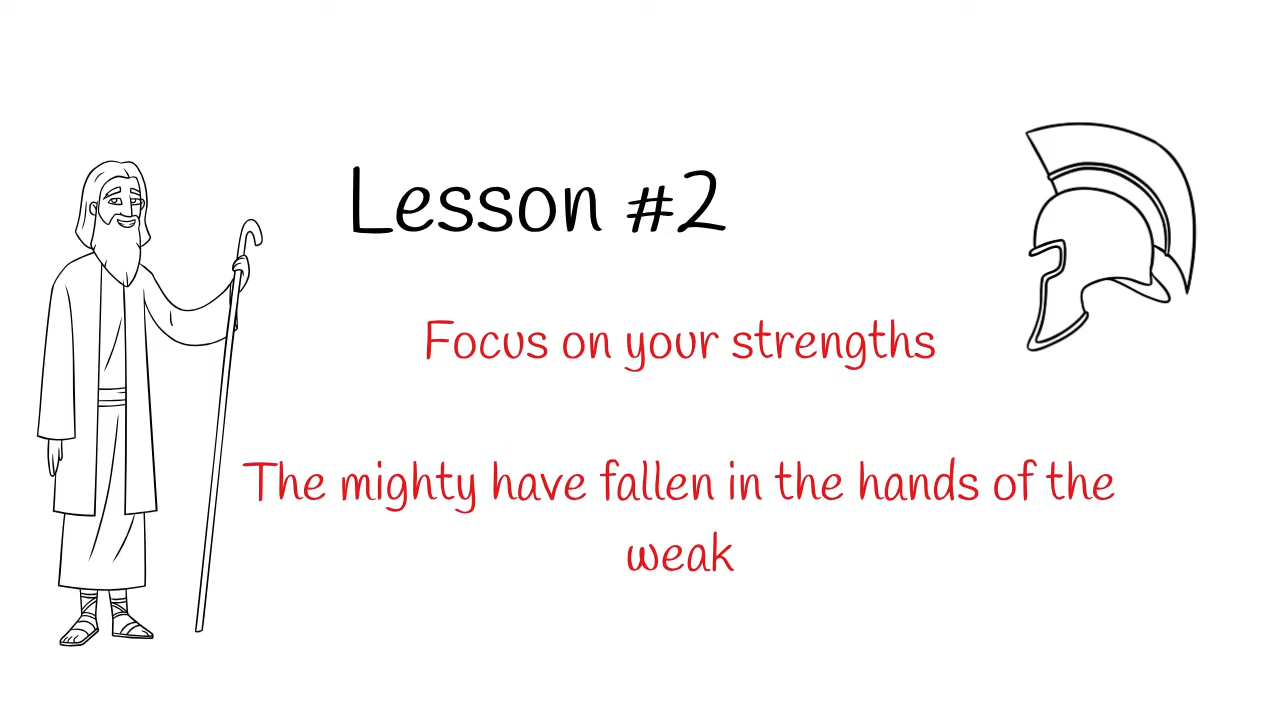 Lesson #2
Focus on your strengths
The mighty have fallen in the hands of the
weak